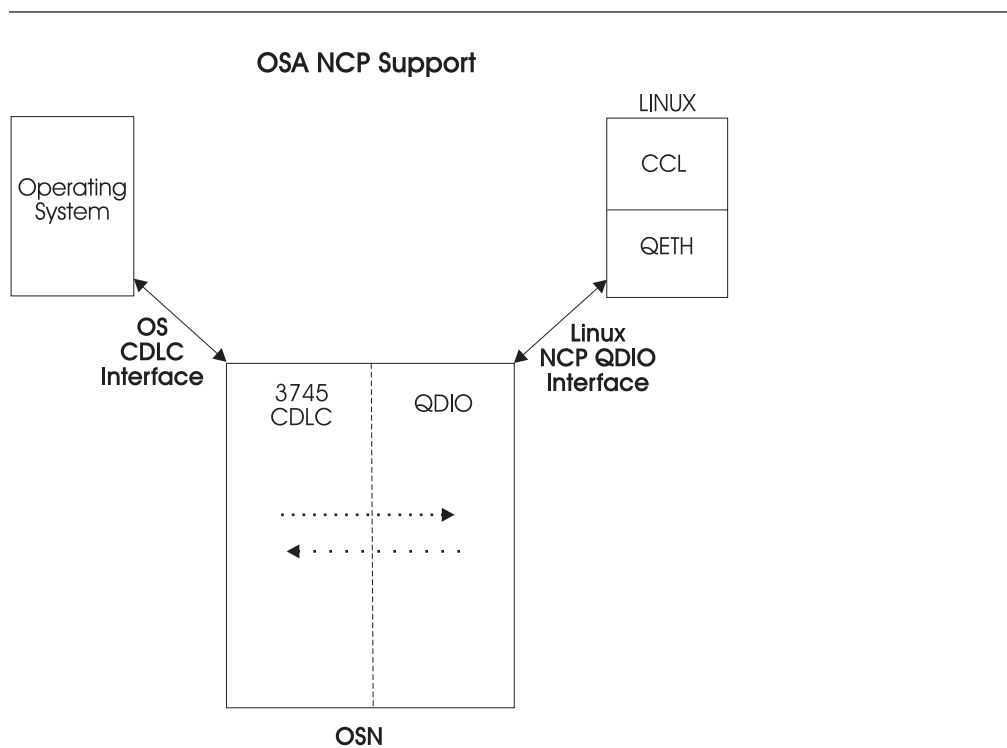 OSA NCP Support
LINUX
Operating
System
CCL
QETH
OS
CDLC
Interface
Linux
NCP QDIO
Interface
3745
CDLC
QDIO
OSN